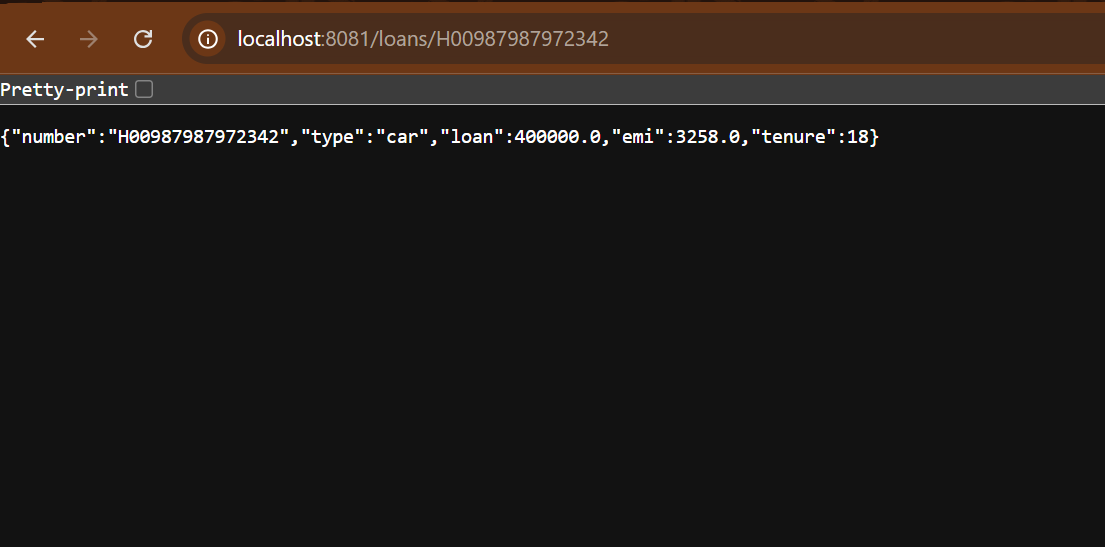 localhost:8081/loans/H00987987972342
Pretty-print
{"number":"H00987987972342","type":"car","loan":400000.0,"emi":3258.0,"tenure":18}